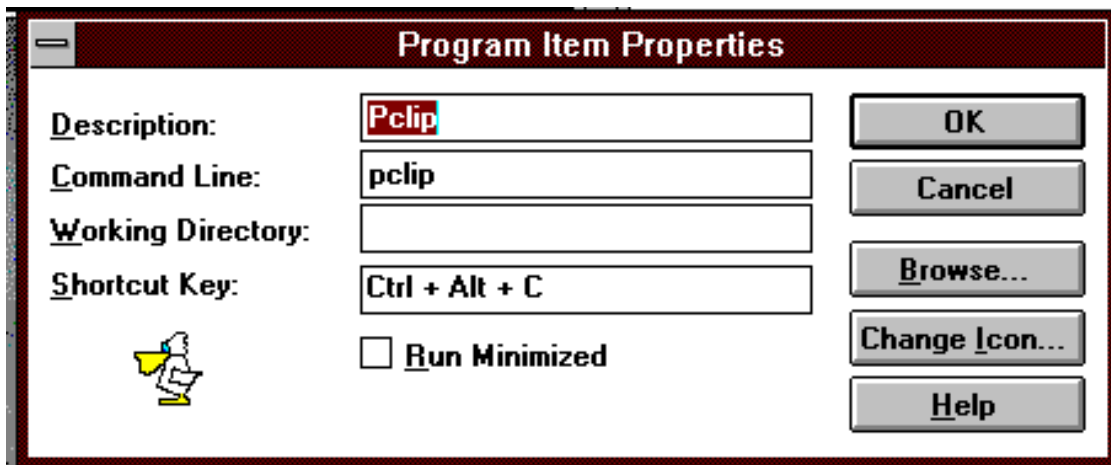 Program Item Properties
Description: Pclip
Command Line: pclip
Working Directory:
Shortcut Key: Ctrl + Alt + C
Run Minimized
OK
Cancel
Browse...
Change Icon...
Help